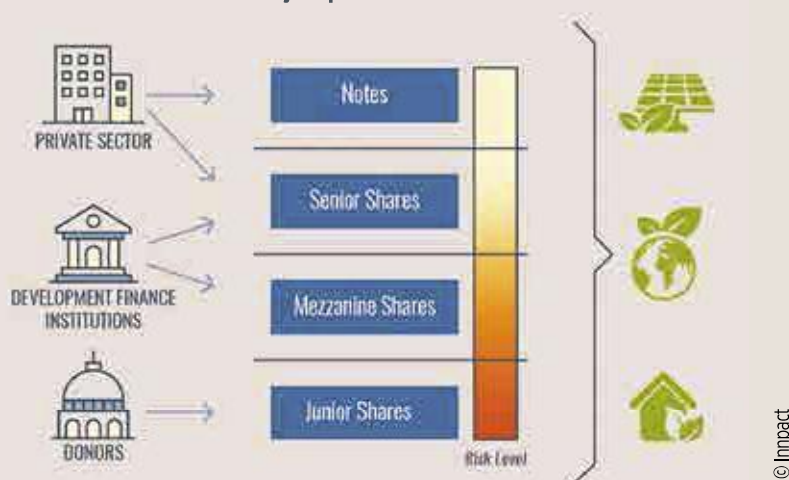 PRIVATE SECTOR
Notes
Senior Shares
DEVELOPMENT FINANCE
INSTITUTIONS
Mezzanine Shares
DONORS
Junior Shares
Risk Level
© Innpact